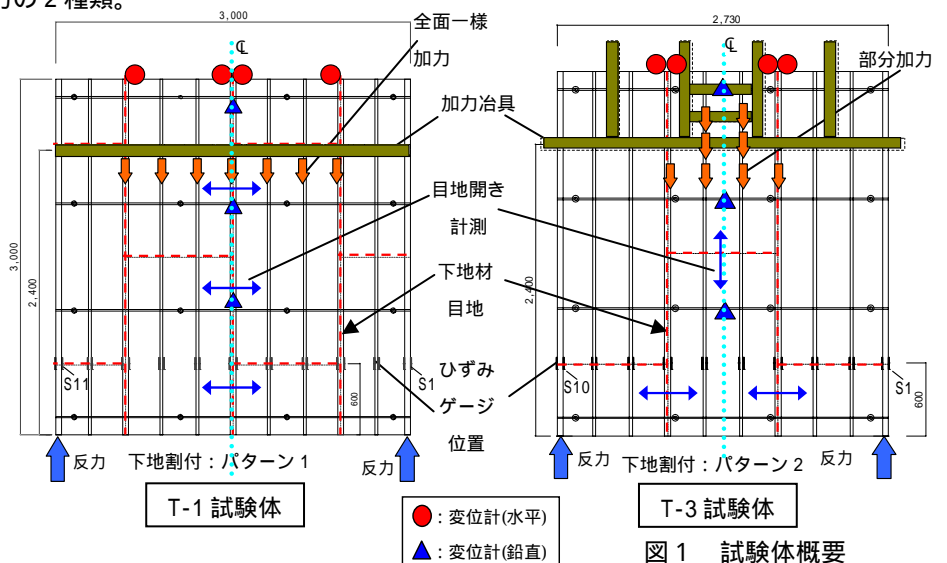 の2種類。
3,000
全面一様
加力
加力冶具
目地開き
計測
下地材
目地
ひずみ
ゲージ
位置
3,000
2,400
600
S11
S1
反力
下地割付：パターン1
反力
T-1試験体
2,730
部分加力
2,400
600
S10
S1
反力
下地割付：パターン2
反力
T-3試験体
：変位計(水平)
：変位計(鉛直)
図1 試験体概要